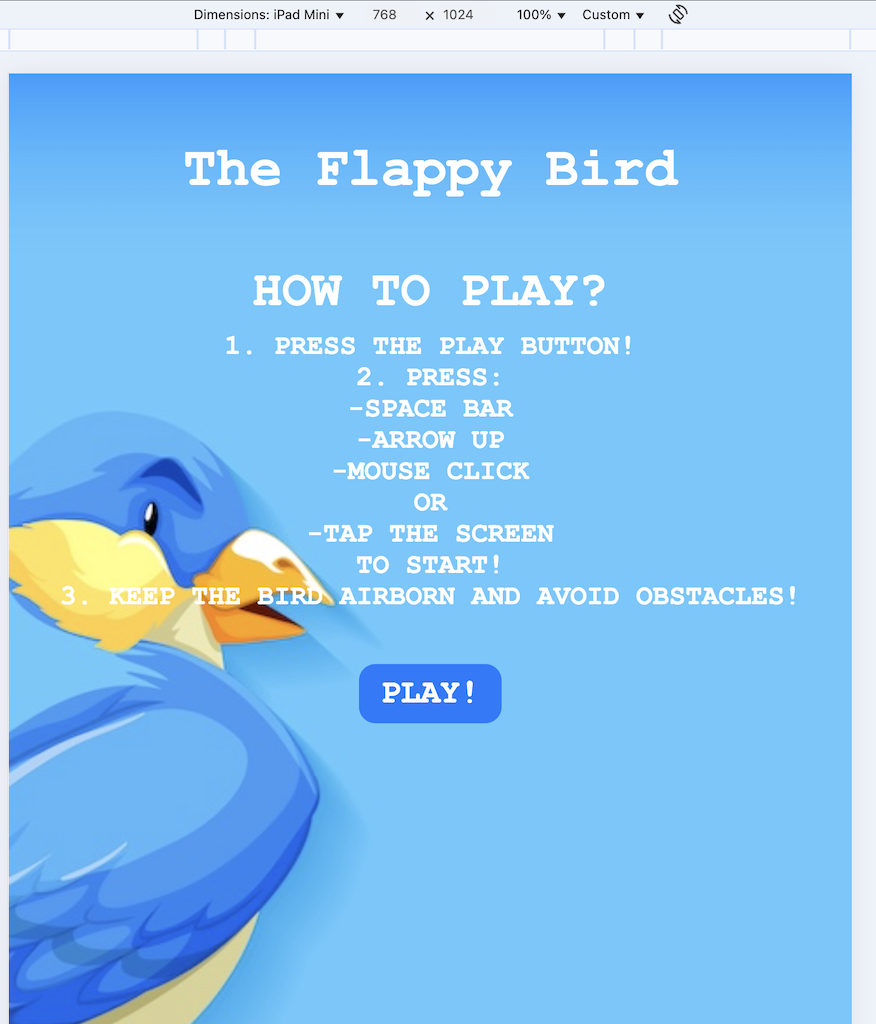 Dimensions: iPad Mini ▼ 768 × 1024 100% ▼ Custom ▼
The Flappy Bird
HOW TO PLAY?
1. PRESS THE PLAY BUTTON!
2. PRESS:
-SPACE BAR
-ARROW UP
-MOUSE CLICK
OR
-TAP THE SCREEN
TO START!
3. KEEP THE BIRD AIRBORN AND AVOID OBSTACLES!
PLAY!